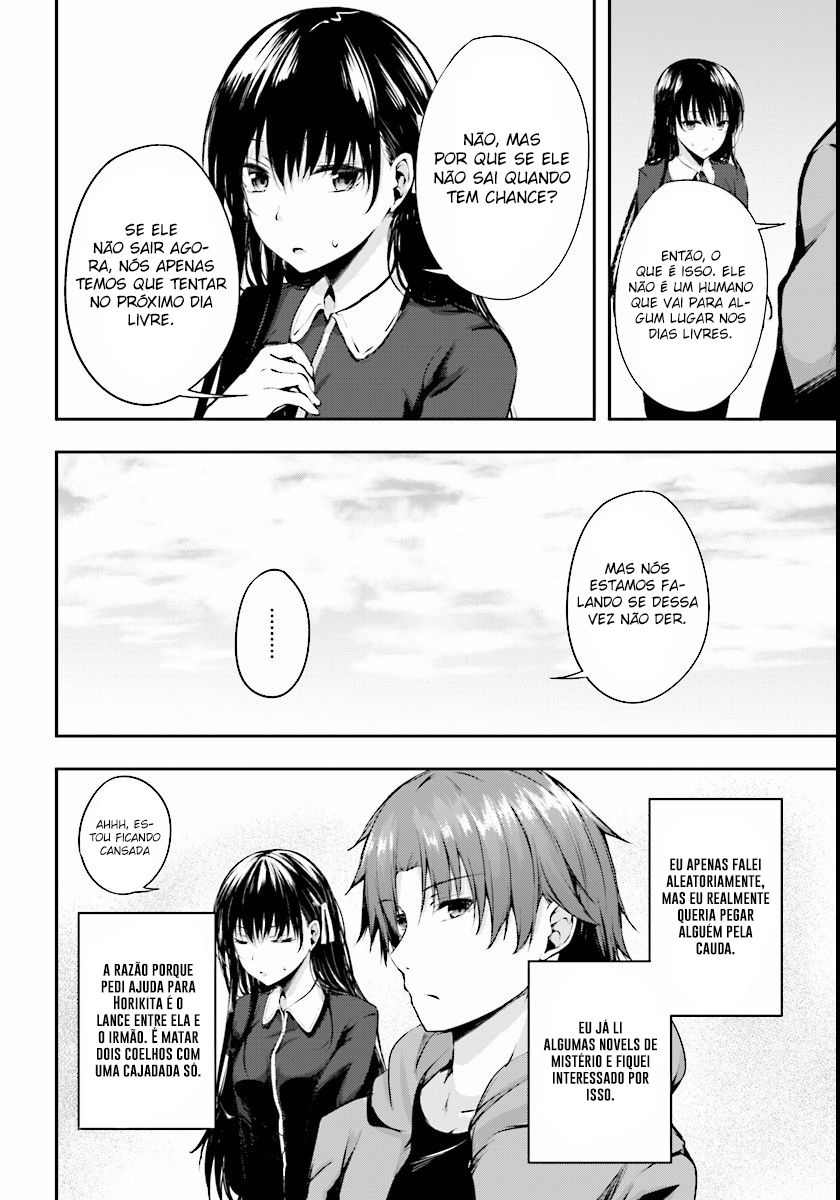 ENTÃO, O
QUE É ISSO. ELE
NÃO É UM HUMANO
QUE VAI PARA AL-
GUM LUGAR NOS
DIAS LIVRES.
NÃO, MAS
POR QUE SE ELE
NÃO SAI QUANDO
TEM CHANCE?
SE ELE
NÃO SAIR AGO-
RA, NÓS APENAS
TEMOS QUE TENTAR
NO PRÓXIMO DIA
LIVRE.
MAS NÓS
ESTAMOS FA-
LANDO SE DESSA
VEZ NÃO DER.
.........
EU APENAS FALEI
ALEATORIAMENTE,
MAS EU REALMENTE
QUERIA PEGAR
ALGUÉM PELA
CAUDA.
EU JÁ LI
ALGUMAS NOVELS DE
MISTÉRIO E FIQUEI
INTERESSADO POR
ISSO.
AHHH, ES-
TOU FICANDO
CANSADA
A RAZÃO PORQUE
PEDI AJUDA PARA
HORIKITA É O
LANCE ENTRE ELA E
O IRMÃO. É MATAR
DOIS COELHOS COM
UMA CAJADADA SÓ.